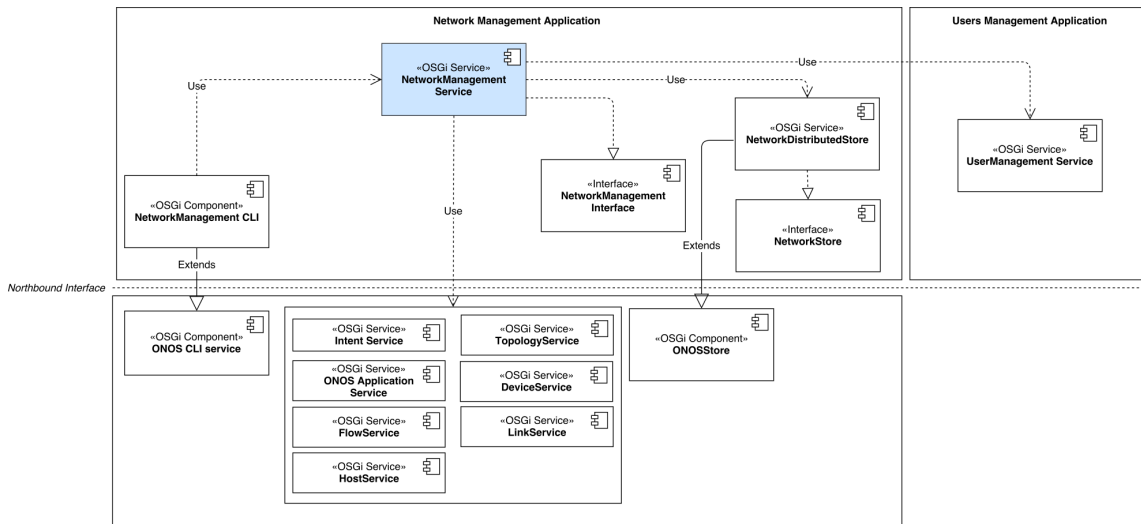 Network Management Application
Users Management Application
«OSGi Service»
NetworkManagement
Service
Use
Use
Use
«OSGi Service»
NetworkDistributedStore
«OSGi Service»
UserManagement Service
«Interface»
NetworkManagement
Interface
«OSGi Component»
NetworkManagement CLI
Use
«Interface»
NetworkStore
Extends
Extends
Northbound Interface
«OSGi Component»
ONOS CLI service
«OSGi Service»
Intent Service
«OSGi Service»
TopologyService
«OSGi Component»
ONOSStore
«OSGi Service»
ONOS Application
Service
«OSGi Service»
DeviceService
«OSGi Service»
FlowService
«OSGi Service»
LinkService
«OSGi Service»
HostService